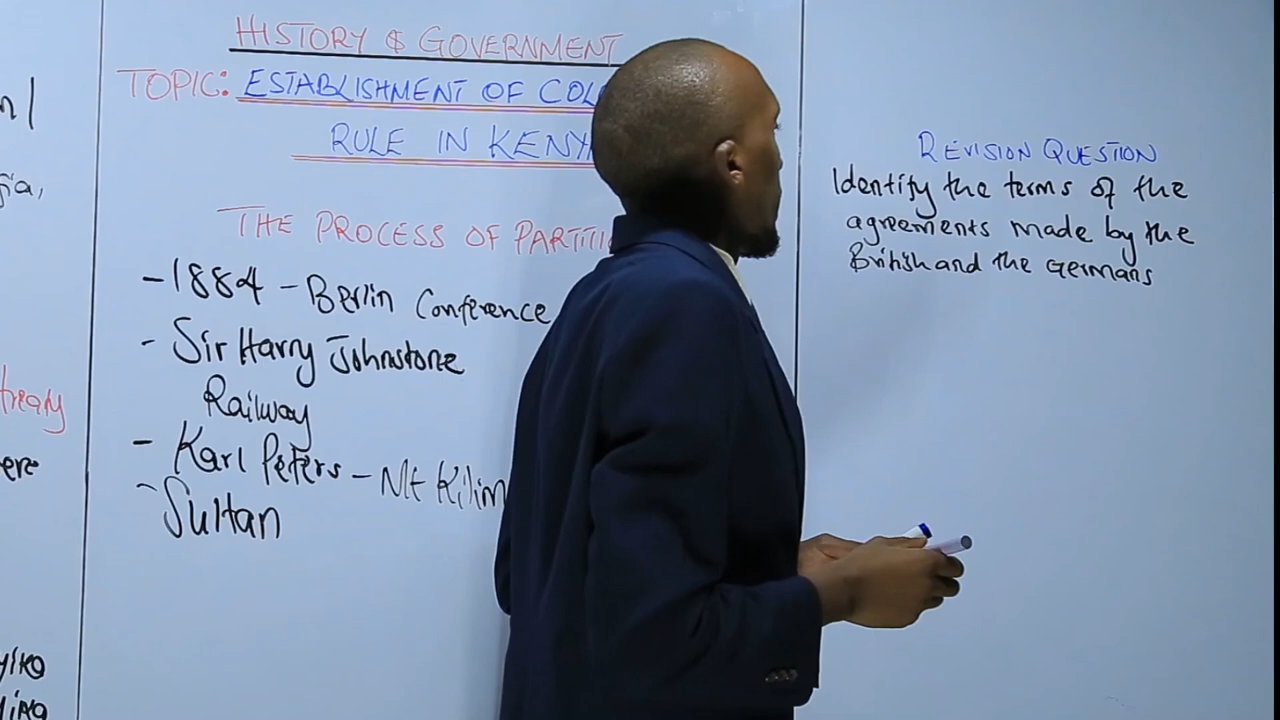 HISTORY & GOVERNMENT
TOPIC: ESTABLISHMENT OF COL
RULE IN KENY
THE PROCESS OF PARTITI
- 1884 - Berlin Conference
- Sir Harry Johnstone
Railway
- Karl Peters - Mt Kilim
- Sultan
treaty
ere
REVISION QUESTION
Identify the terms of the
agreements made by the
British and the Germans